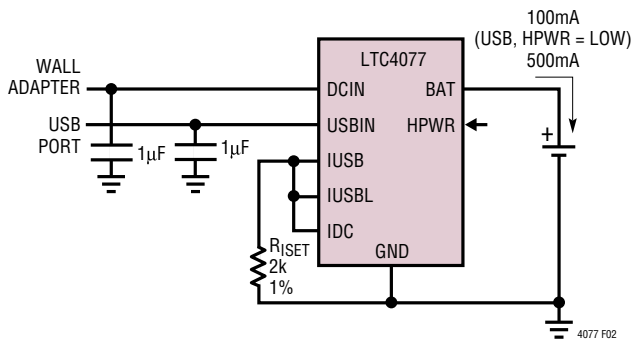 100mA
(USB, HPWR = LOW)
500mA
LTC4077
WALL
ADAPTER
DCIN
BAT
USB
PORT
USBIN
HPWR
+
1µF
1µF
IUSB
IUSBL
IDC
RISET
2k
1%
GND
4077 F02